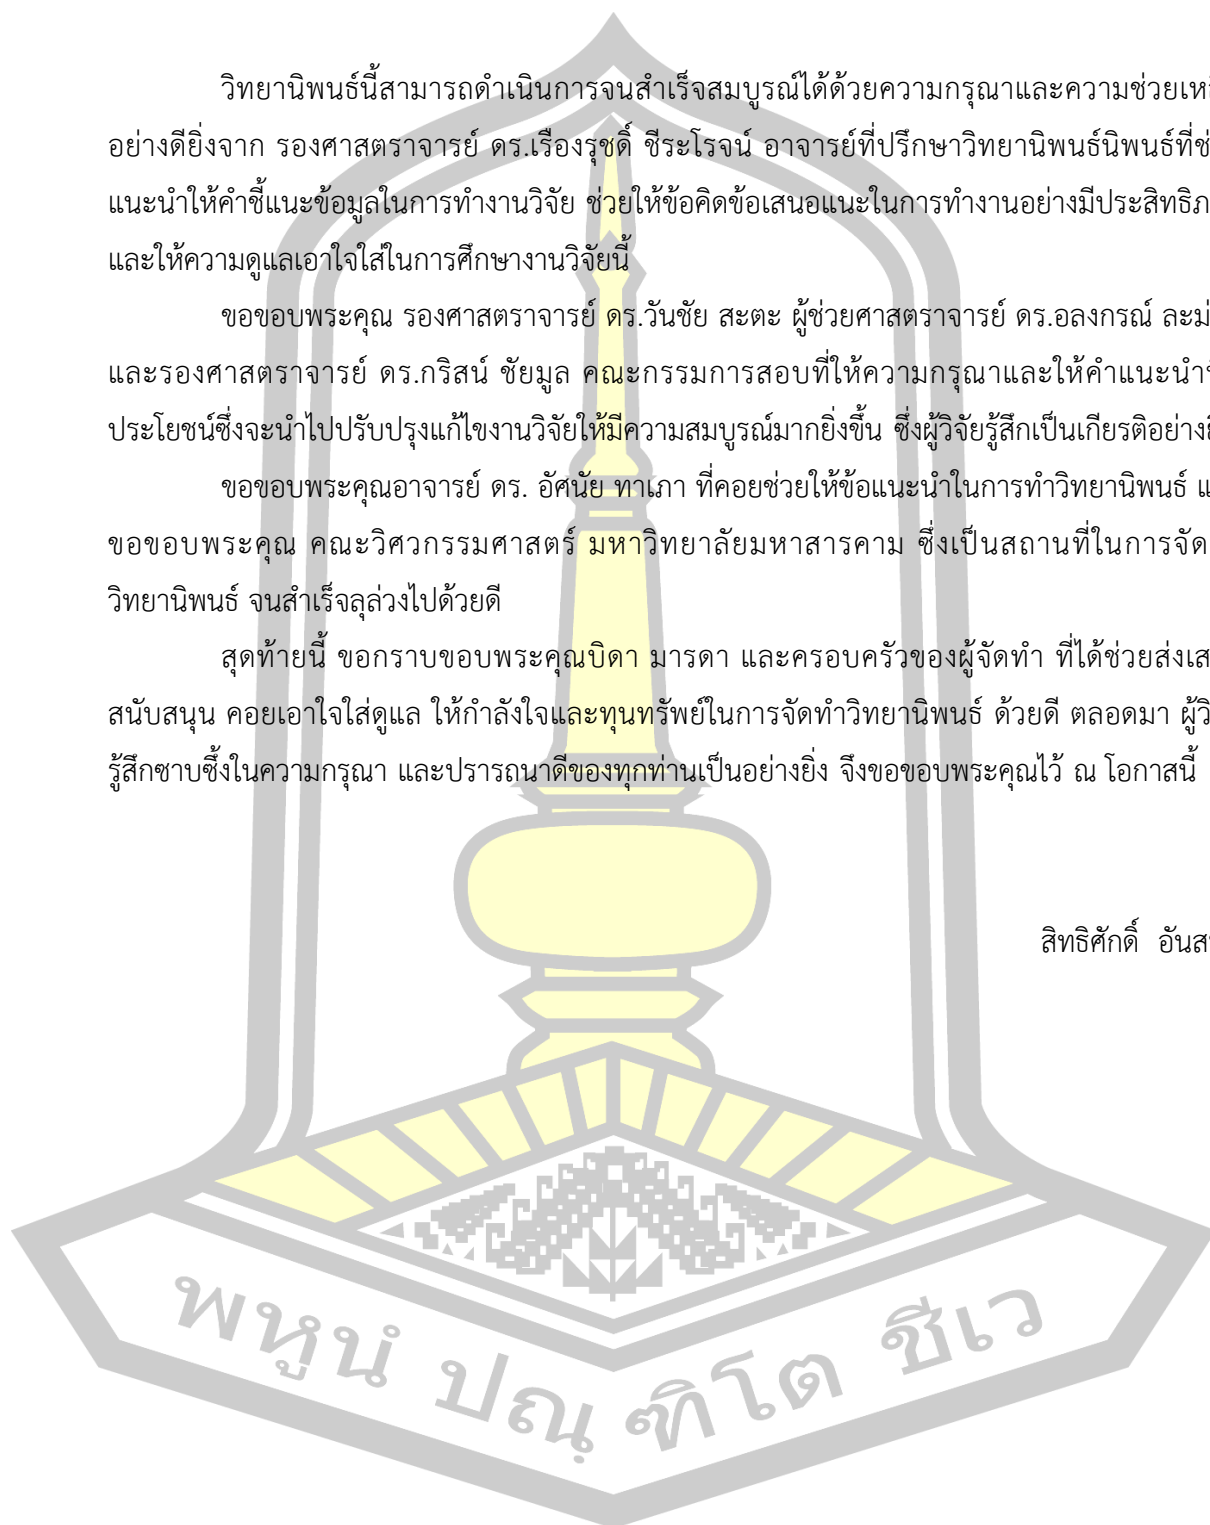 วิทยานิพนธ์นี้สามารถดำเนินการจนสำเร็จสมบูรณ์ได้ด้วยความกรุณาและความช่วยเห
อย่างดียิ่งจาก รองศาสตราจารย์ ดร.เรืองรุชดิ์ ชีระโรจน์ อาจารย์ที่ปรึกษาวิทยานิพนธ์นิพนธ์ที่ช
แนะนำให้คำชี้แนะข้อมูลในการทำงานวิจัย ช่วยให้ข้อคิดข้อเสนอแนะในการทำงานอย่างมีประสิทธิภ
และให้ความดูแลเอาใจใส่ในการศึกษางานวิจัยนี้
ขอขอบพระคุณ รองศาสตราจารย์ ดร.วันชัย สะตะ ผู้ช่วยศาสตราจารย์ ดร.อลงกรณ์ ละม่
และรองศาสตราจารย์ ดร.กริสน์ ชัยมูล คณะกรรมการสอบที่ให้ความกรุณาและให้คำแนะนำ
ประโยชน์ซึ่งจะนำไปปรับปรุงแก้ไขงานวิจัยให้มีความสมบูรณ์มากยิ่งขึ้น ซึ่งผู้วิจัยรู้สึกเป็นเกียรติอย่าง
ขอขอบพระคุณอาจารย์ ดร. อัศนัย ทาเภา ที่คอยช่วยให้ข้อแนะนำในการทำวิทยานิพนธ์ แ
ขอขอบพระคุณ คณะวิศวกรรมศาสตร์ มหาวิทยาลัยมหาสารคาม ซึ่งเป็นสถานที่ในการจัด
วิทยานิพนธ์ จนสำเร็จลุล่วงไปด้วยดี
สุดท้ายนี้ ขอกราบขอบพระคุณบิดา มารดา และครอบครัวของผู้จัดทำ ที่ได้ช่วยส่งเส
สนับสนุน คอยเอาใจใส่ดูแล ให้กำลังใจและทุนทรัพย์ในการจัดทำวิทยานิพนธ์ ด้วยดี ตลอดมา ผู้วิ
รู้สึกซาบซึ้งในความกรุณา และปรารถนาดีของทุกท่านเป็นอย่างยิ่ง จึงขอขอบพระคุณไว้ ณ โอกาสนี้
สิทธิศักดิ์ อันส
พหูนํ ปณฺฑิโต ชีเว